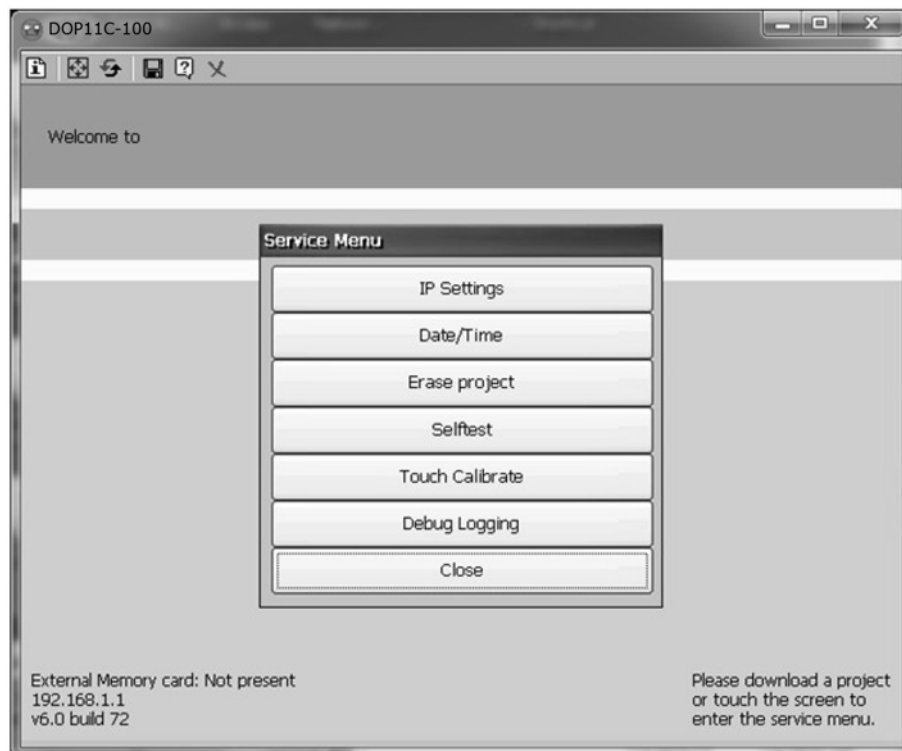 DOP11C-100
Welcome to
Service Menu
IP Settings
Date/Time
Erase project
Selftest
Touch Calibrate
Debug Logging
Close
External Memory card: Not present
192.168.1.1
v6.0 build 72
Please download a project
or touch the screen to
enter the service menu.